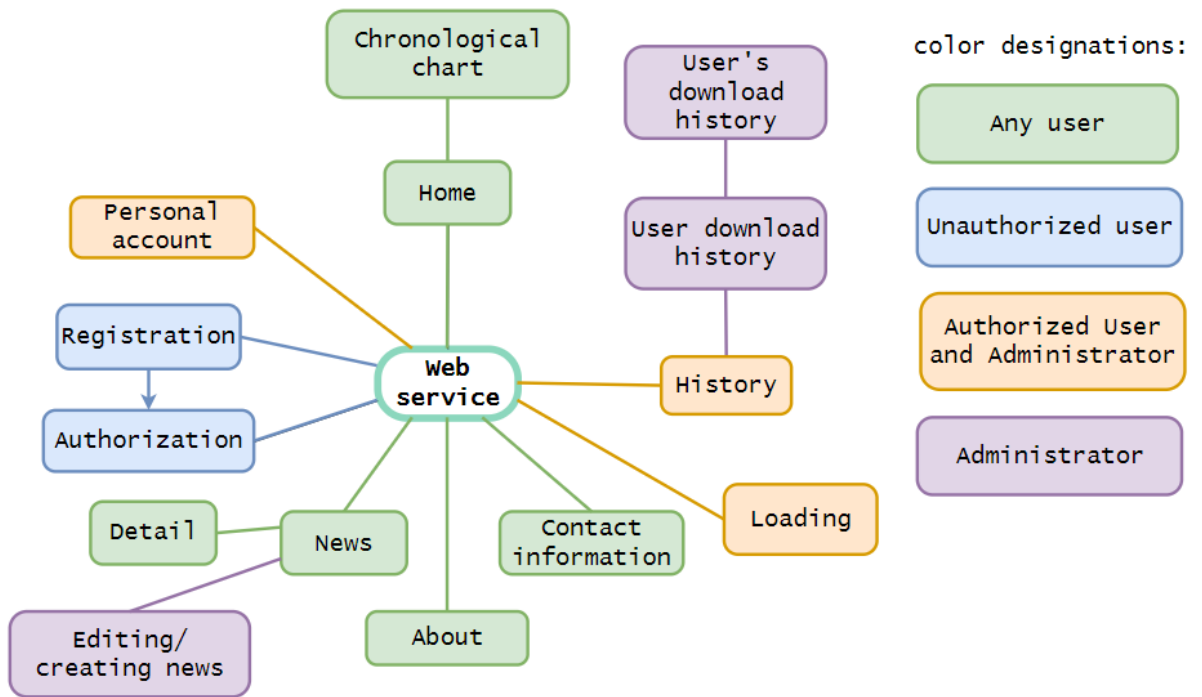 Chronological
chart
User's
download
history
color designations:
Any user
Home
Personal
account
User download
history
Unauthorized user
Registration
Web
service
History
Authorized User
and Administrator
Authorization
Administrator
Detail
News
Contact
information
Loading
Editing/
creating news
About